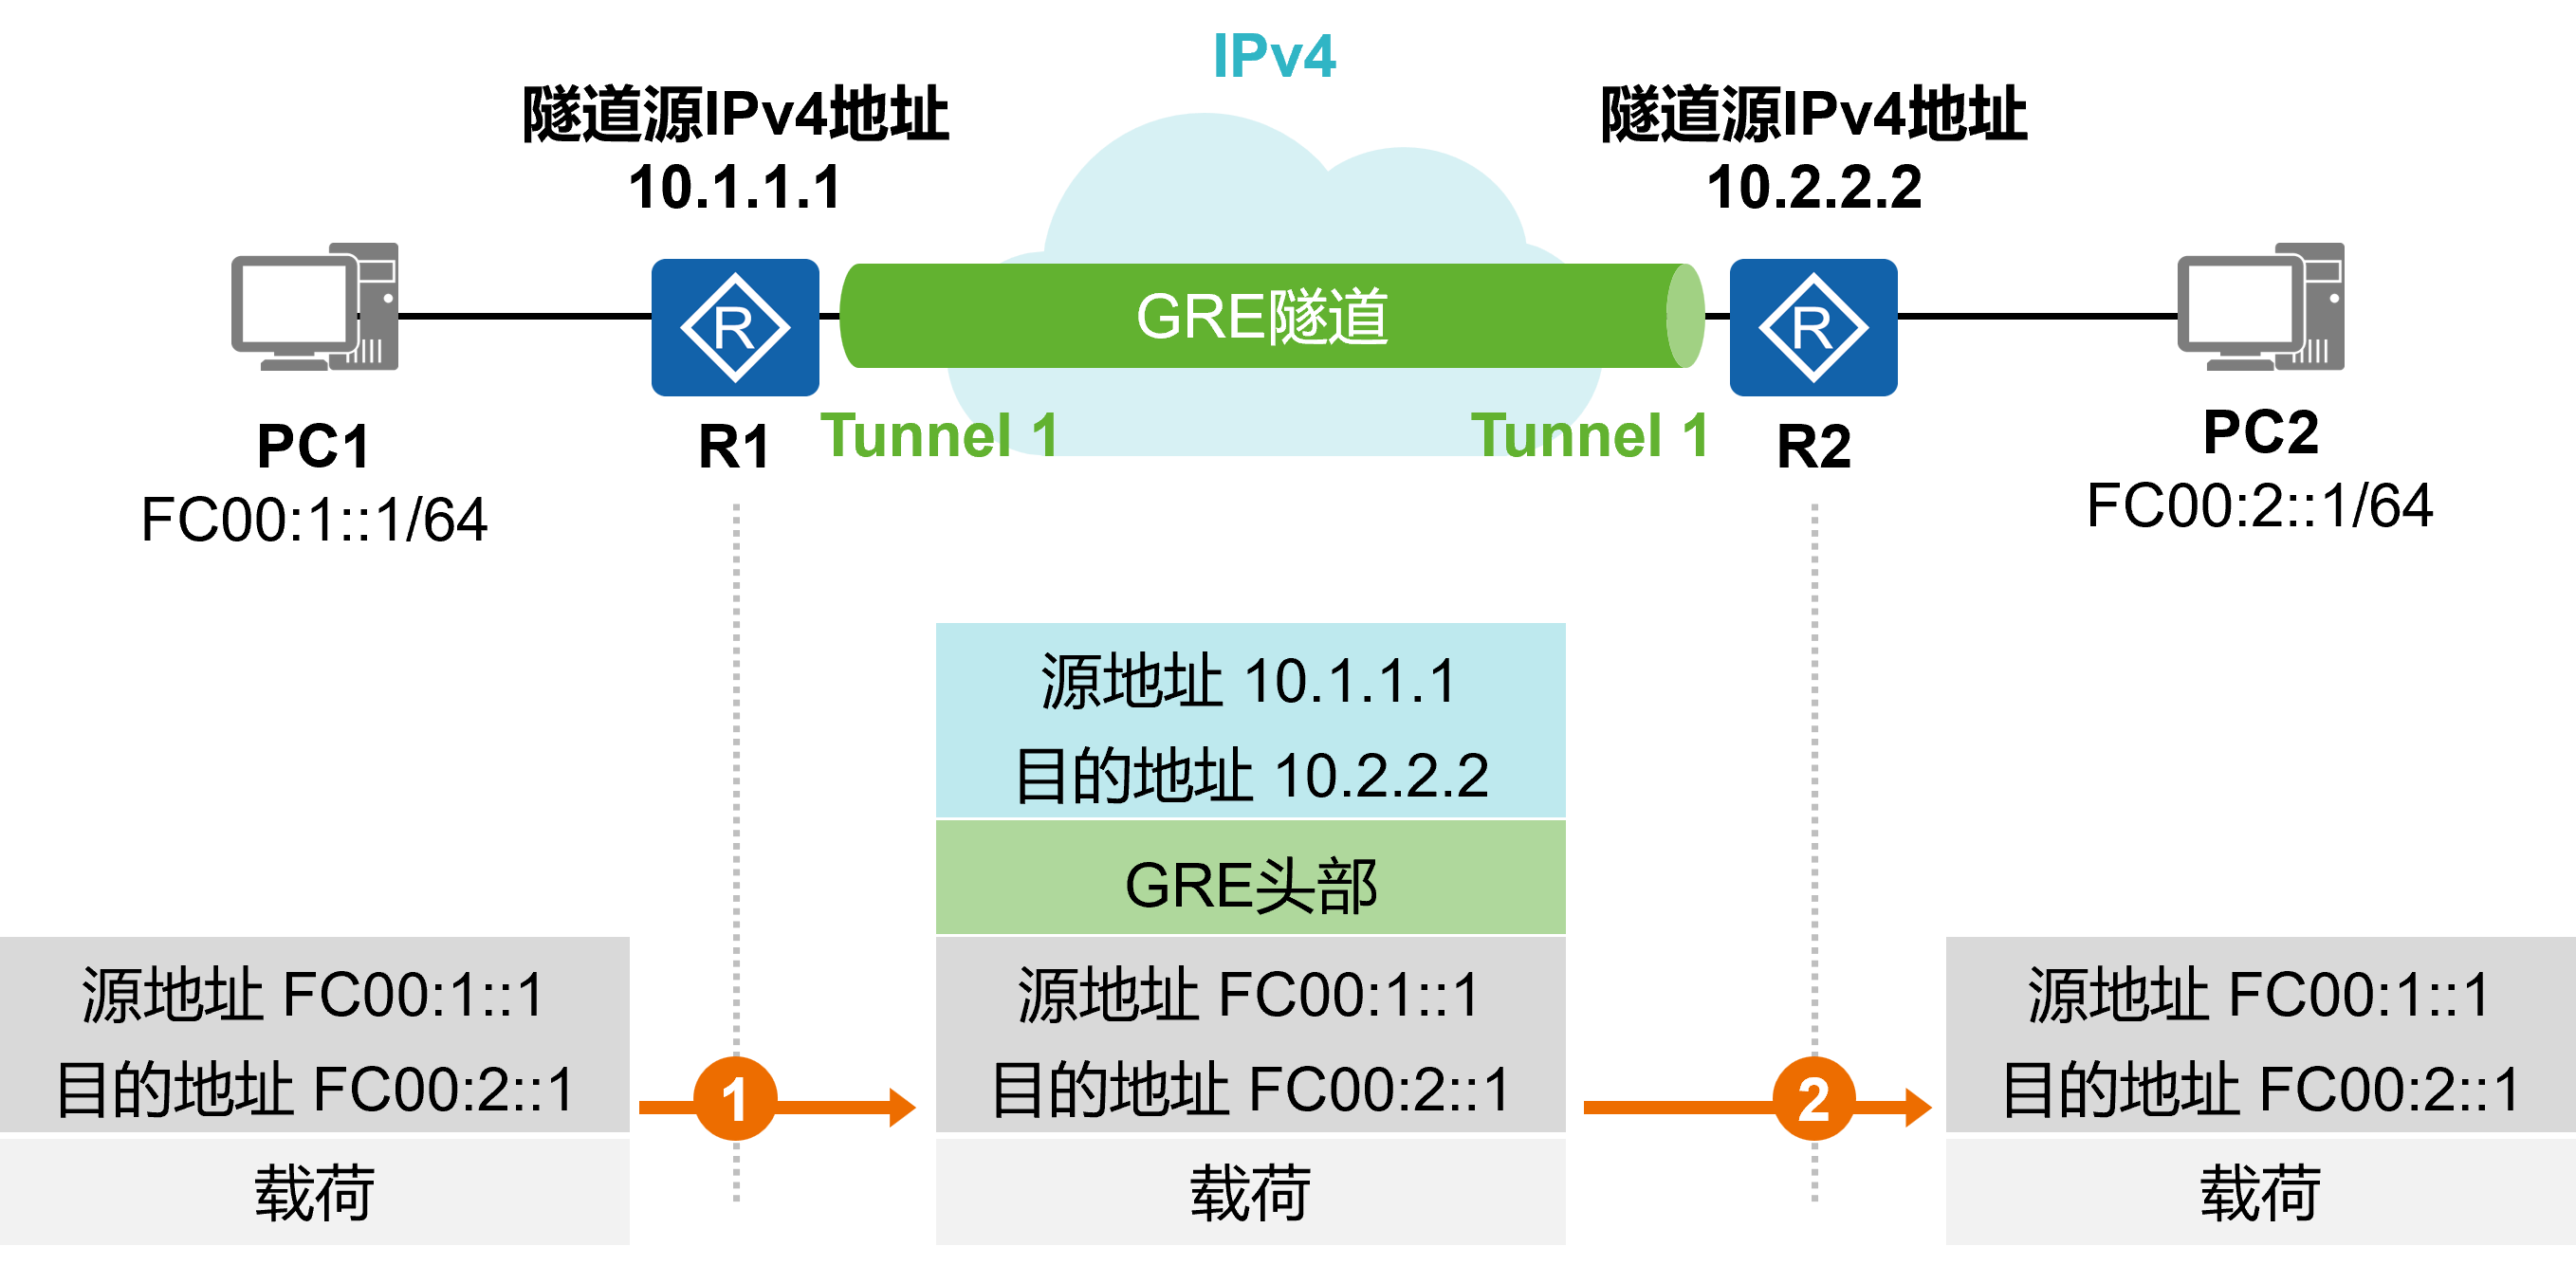 IPv4
隧道源IPv4地址
10.1.1.1
隧道源IPv4地址
10.2.2.2
R
GRE隧道
R
Tunnel 1
Tunnel 1
PC1
R1
R2
PC2
FC00:1::1/64
FC00:2::1/64
源地址 10.1.1.1
目的地址 10.2.2.2
GRE头部
源地址 FC00:1::1
目的地址 FC00:2::1
载荷
1
源地址 FC00:1::1
目的地址 FC00:2::1
载荷
2
源地址 FC00:1::1
目的地址 FC00:2::1
载荷